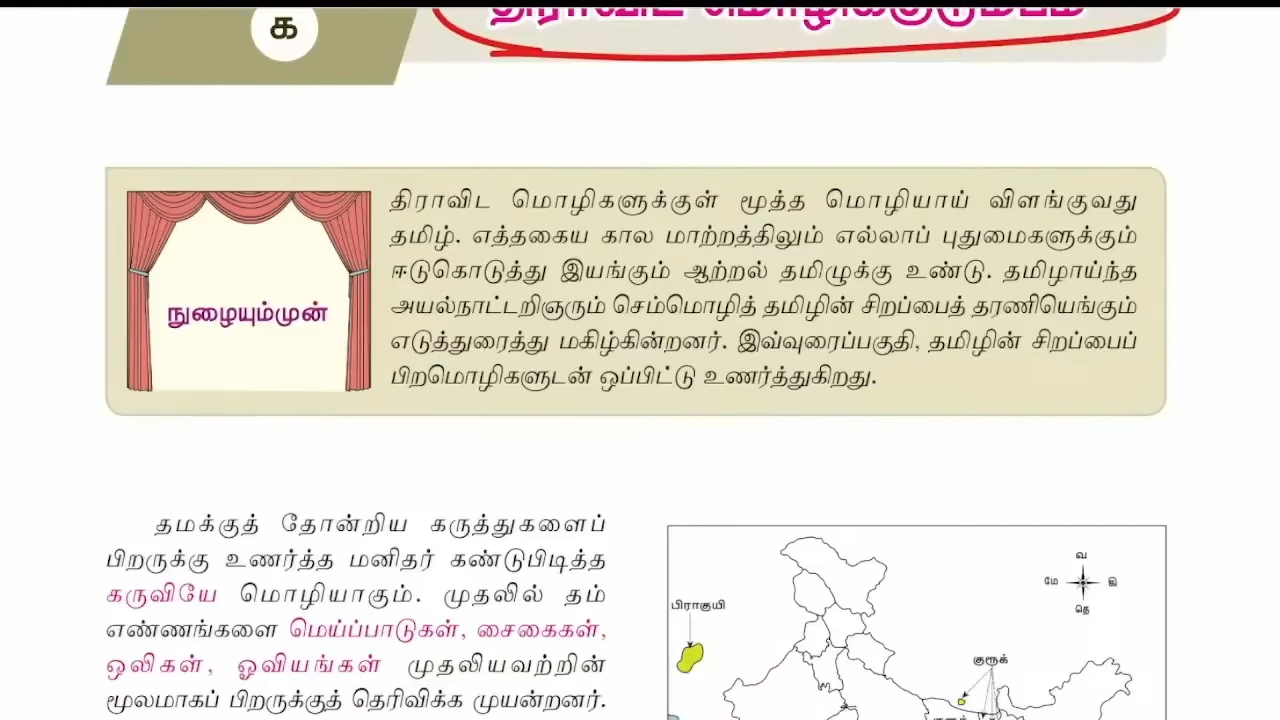 க
திராவிட மொழிக்குடும்பம்
நுழையும்முன்
திராவிட மொழிகளுக்குள் மூத்த மொழியாய் விளங்குவது
தமிழ். எத்தகைய கால மாற்றத்திலும் எல்லாப் புதுமைகளுக்கும்
ஈடுகொடுத்து இயங்கும் ஆற்றல் தமிழுக்கு உண்டு. தமிழாய்ந்த
அயல்நாட்டறிஞரும் செம்மொழித் தமிழின் சிறப்பைத் தரணியெங்கும்
எடுத்துரைத்து மகிழ்கின்றனர். இவ்வுரைப்பகுதி, தமிழின் சிறப்பைப்
பிறமொழிகளுடன் ஒப்பிட்டு உணர்த்துகிறது.
தமக்குத் தோன்றிய கருத்துகளைப்
பிறருக்கு உணர்த்த மனிதர் கண்டுபிடித்த
கருவியே மொழியாகும். முதலில் தம்
எண்ணங்களை மெய்ப்பாடுகள், சைகைகள்,
ஒலிகள், ஓவியங்கள் முதலியவற்றின்
மூலமாகப் பிறருக்குத் தெரிவிக்க முயன்றனர்.
வ
மே
கி
தெ
பிராகுயி
குரூக்